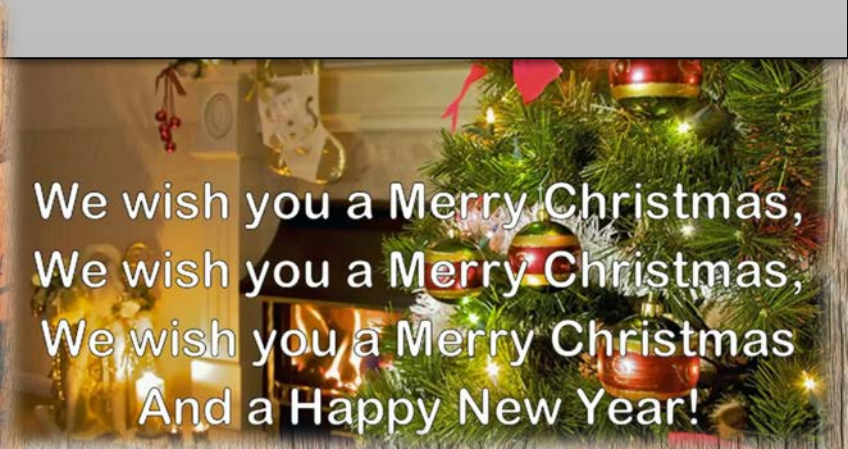 We wish you a Merry Christmas,
We wish you a Merry Christmas,
We wish you a Merry Christmas
And a Happy New Year!